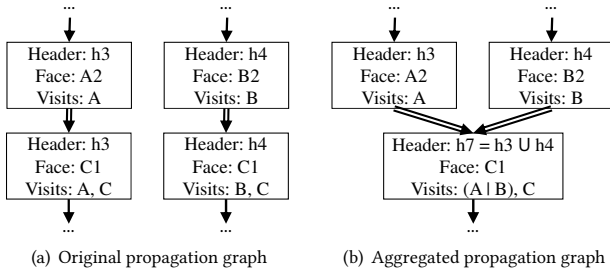 ...
Header: h3
Face: A2
Visits: A
Header: h3
Face: C1
Visits: A, C
...
...
Header: h4
Face: B2
Visits: B
Header: h4
Face: C1
Visits: B, C
...
(a) Original propagation graph
...
Header: h3
Face: A2
Visits: A
...
Header: h4
Face: B2
Visits: B
Header: h7 = h3 U h4
Face: C1
Visits: (A | B), C
...
(b) Aggregated propagation graph